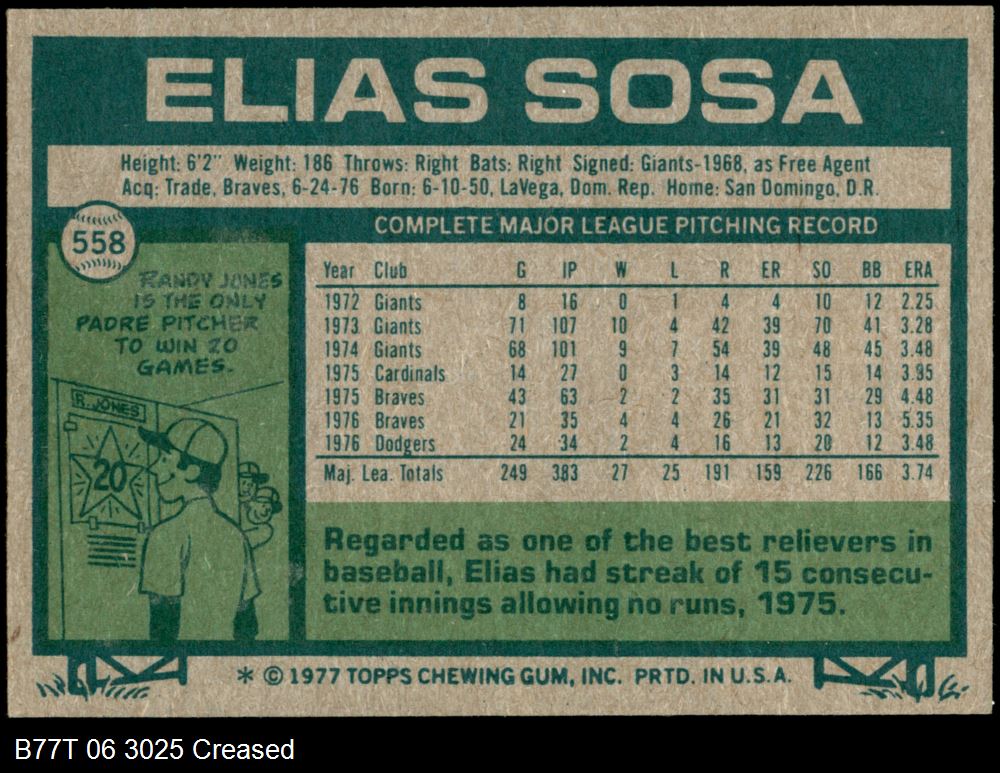 ELIAS SOSA
Height: 6'2" Weight: 186 Throws: Right Bats: Right Signed: Giants-1968, as Free Agent
Acq: Trade, Braves, 6-24-76 Born: 6-10-50, LaVega, Dom. Rep. Home: San Domingo, D.R.
558
RANDY JONES
IS THE ONLY
PADRE PITCHER
TO WIN 20
GAMES.
R. JONES
20
COMPLETE MAJOR LEAGUE PITCHING RECORD
Year Club G IP W L R ER SO BB ERA
1972 Giants 8 16 0 1 4 4 10 12 2.25
1973 Giants 71 107 10 4 42 39 70 41 3.28
1974 Giants 68 101 9 7 54 39 48 45 3.48
1975 Cardinals 14 27 0 3 14 12 15 14 3.95
1975 Braves 43 63 2 2 35 31 31 29 4.48
1976 Braves 21 35 4 4 26 21 32 13 5.35
1976 Dodgers 24 34 2 4 16 13 20 12 3.48
Maj. Lea. Totals 249 383 27 25 191 159 226 166 3.74
Regarded as one of the best relievers in
baseball, Elias had streak of 15 consecu-
tive innings allowing no runs, 1975.
* © 1977 TOPPS CHEWING GUM, INC. PRTD. IN U.S.A.
B77T 06 3025 Creased